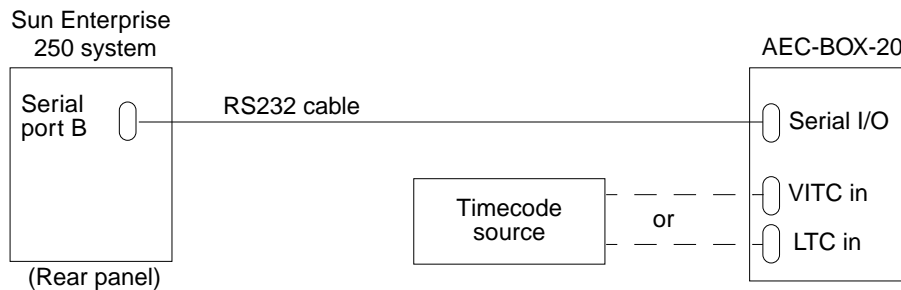 Sun Enterprise
250 system
AEC-BOX-20
Serial
port B
RS232 cable
Serial I/O
VITC in
Timecode
source
or
LTC in
(Rear panel)